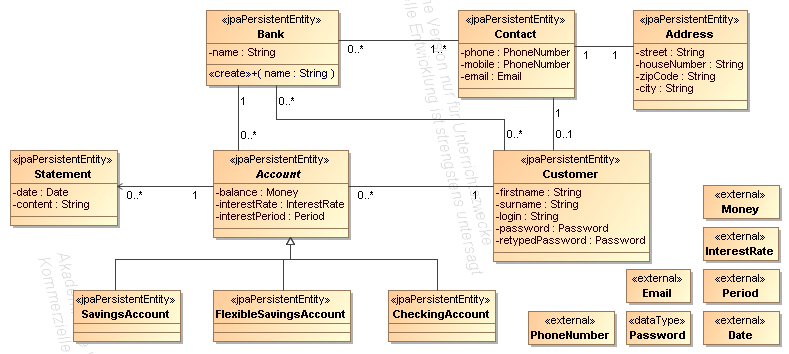 «jpaPersistentEntity»
Bank
-name : String
«create»+( name : String )
«jpaPersistentEntity»
Contact
-phone : PhoneNumber
-mobile : PhoneNumber
-email : Email
«jpaPersistentEntity»
Address
-street : String
-houseNumber : String
-zipCode : String
-city : String
0..*
1..*
1
1
1
0..*
0..*
0..*
1
0..1
«jpaPersistentEntity»
Statement
-date : Date
-content : String
0..*
1
«jpaPersistentEntity»
Account
-balance : Money
-interestRate : InterestRate
-interestPeriod : Period
0..*
1
«jpaPersistentEntity»
Customer
-firstname : String
-surname : String
-login : String
-password : Password
-retypedPassword : Password
«jpaPersistentEntity»
SavingsAccount
«jpaPersistentEntity»
FlexibleSavingsAccount
«jpaPersistentEntity»
CheckingAccount
«external»
Money
«external»
InterestRate
«external»
Email
«external»
Period
«external»
PhoneNumber
«dataType»
Password
«external»
Date
Version nur für Unterrichtszwecke
Entwicklung ist strengstens untersagt
Kommerzielle